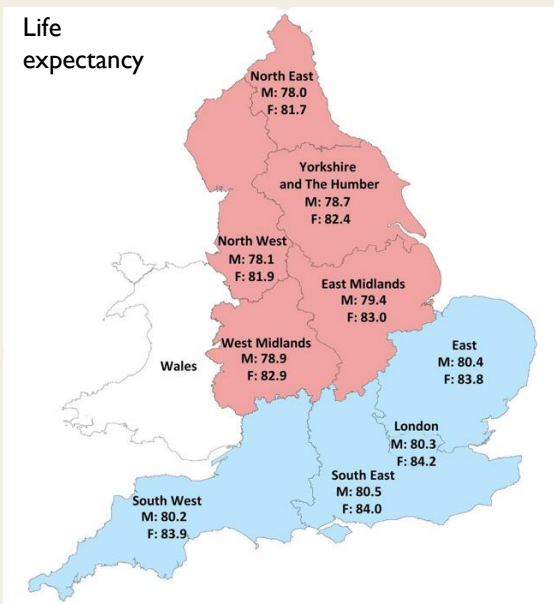 Life
expectancy
North East
M: 78.0
F: 81.7
Yorkshire
and The Humber
M: 78.7
F: 82.4
North West
M: 78.1
F: 81.9
East Midlands
M: 79.4
F: 83.0
West Midlands
M: 78.9
F: 82.9
Wales
East
M: 80.4
F: 83.8
London
M: 80.3
F: 84.2
South East
M: 80.5
F: 84.0
South West
M: 80.2
F: 83.9